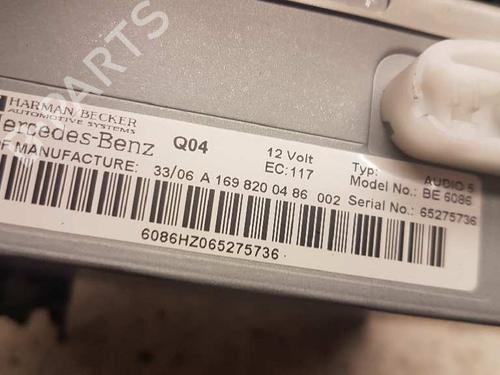 PARTS
HARMAN/BECKER
AUTOMOTIVE SYSTEMS
Mercedes-Benz Q04 12 Volt Typ: AUDIO 5
EC:117 Model No.: BE 6086
MANUFACTURE: 33/06 A 169 820 04 86 002 Serial No.: 65275736
6086HZ065275736